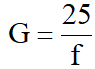 G = 25/f